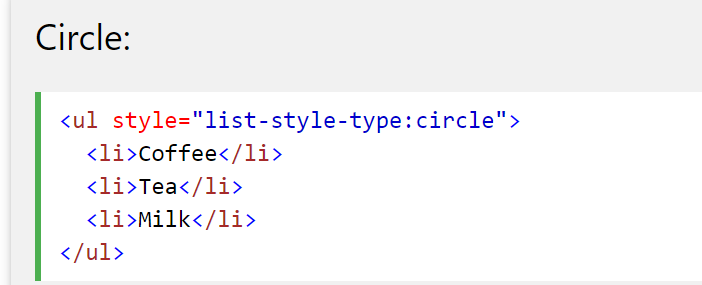 Circle:
<ul style="list-style-type:circle">
  <li>Coffee</li>
  <li>Tea</li>
  <li>Milk</li>
</ul>